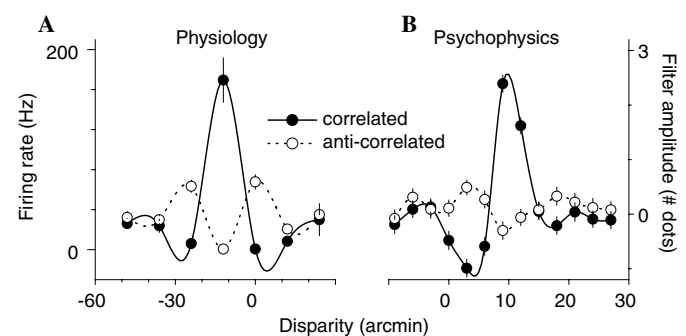 A
B
Physiology
Psychophysics
200
0
Firing rate (Hz)
correlated
anti-correlated
3
0
Filter amplitude (# dots)
-60
-30
0
0
10
20
30
Disparity (arcmin)